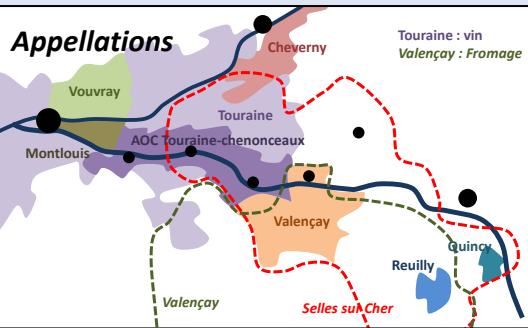 Appellations
Touraine : vin
Valençay : Fromage
Cheverny
Vouvray
Touraine
AOC Touraine-chenonceaux
Montlouis
Valençay
Quincy
Reuilly
Valençay
Selles sur Cher